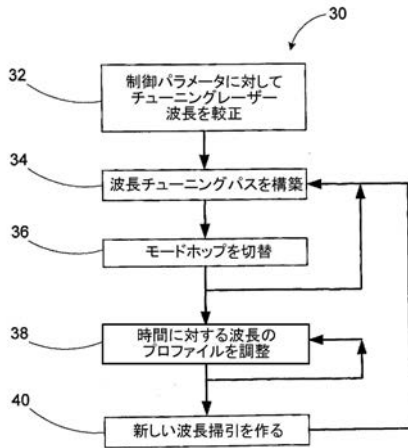 30
32
制御パラメータに対して
チューニングレーザー
波長を較正
34
波長チューニングパスを構築
36
モードホップを切替
38
時間に対する波長の
プロファイルを調整
40
新しい波長掃引を作る